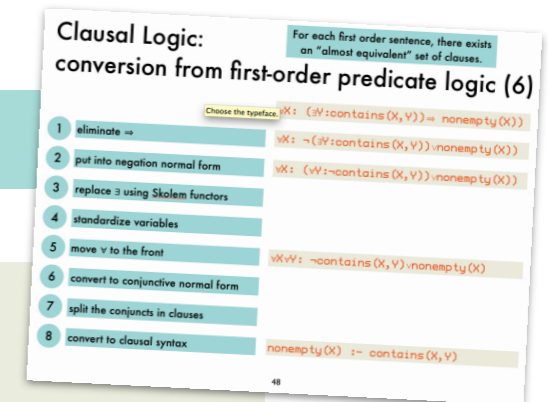 For each first order sentence, there exists
an “almost equivalent” set of clauses.
Clausal Logic:
conversion from first-order predicate logic (6)
Choose the typeface.
∀X: (∃Y:contains(X,Y))⇒ nonempty(X))
1 eliminate ⇒
∀X: ¬(∃Y:contains(X,Y))∨nonempty(X))
2 put into negation normal form
∀X: (∀Y:¬contains(X,Y))∨nonempty(X))
3 replace ∃ using Skolem functors
4 standardize variables
5 move ∀ to the front
∀X∀Y: ¬contains(X,Y)∨nonempty(X)
6 convert to conjunctive normal form
7 split the conjuncts in clauses
8 convert to clausal syntax
nonempty(X) :- contains(X,Y)
48